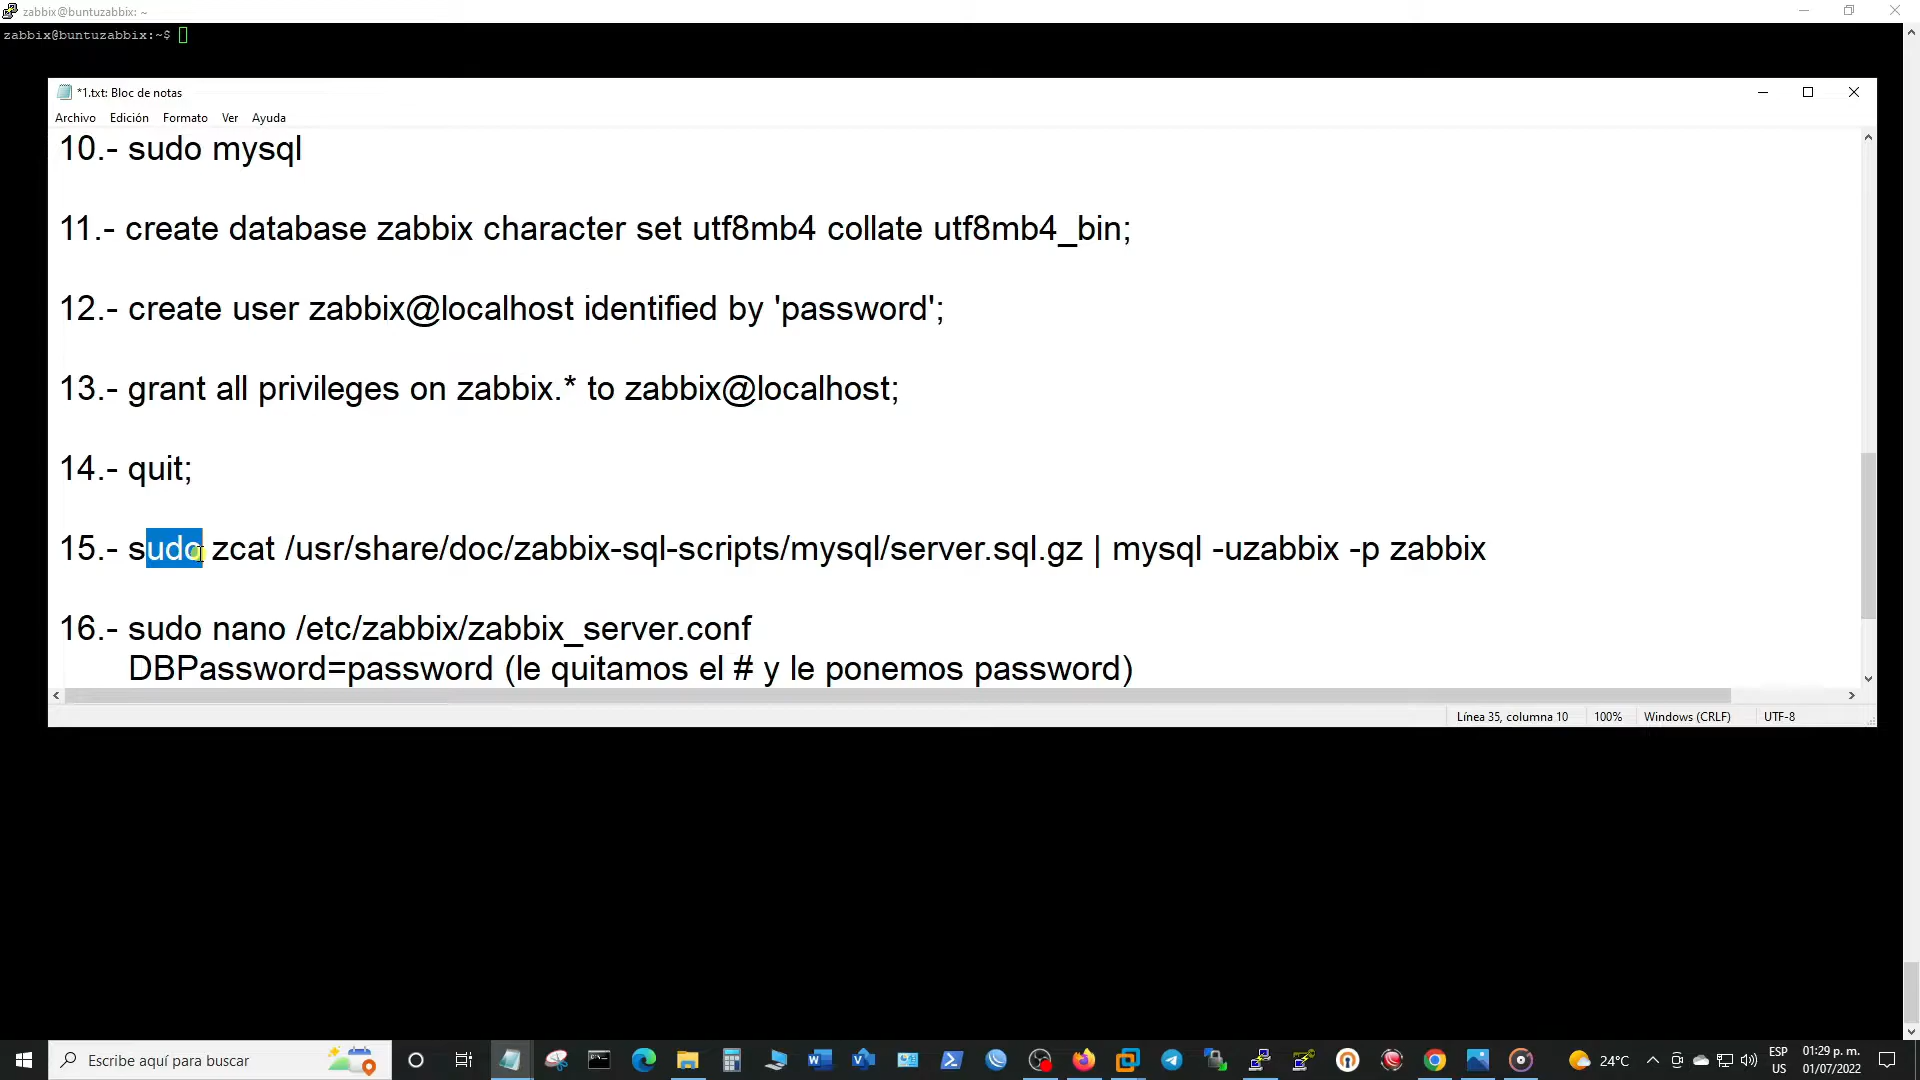 zabbix@buntuzabbix: ~
zabbix@buntuzabbix:~$
*1.txt: Bloc de notas
Archivo Edición Formato Ver Ayuda
10.- sudo mysql
11.- create database zabbix character set utf8mb4 collate utf8mb4_bin;
12.- create user zabbix@localhost identified by 'password';
13.- grant all privileges on zabbix.* to zabbix@localhost;
14.- quit;
15.- sudo zcat /usr/share/doc/zabbix-sql-scripts/mysql/server.sql.gz | mysql -uzabbix -p zabbix
16.- sudo nano /etc/zabbix/zabbix_server.conf
DBPassword=password (le quitamos el # y le ponemos password)
Línea 35, columna 10 100% Windows (CRLF) UTF-8
Escribe aquí para buscar
24°C
ESP
US
01:29 p. m.
01/07/2022